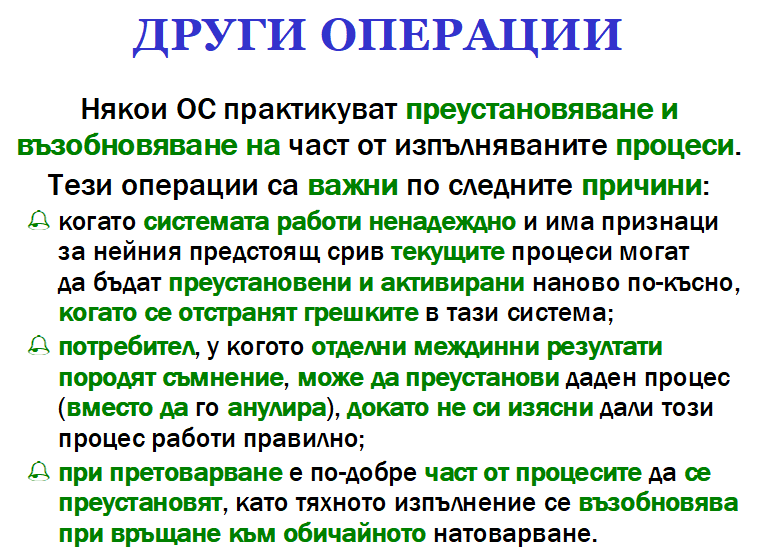 ДРУГИ ОПЕРАЦИИ
Някои ОС практикуват преустановяване и
възобновяване на част от изпълняваните процеси.
Тези операции са важни по следните причини:
когато системата работи ненадеждно и има признаци
за нейния предстоящ срив текущите процеси могат
да бъдат преустановени и активирани наново по-късно,
когато се отстранят грешките в тази система;
потребител, у когото отделни междинни резултати
породят съмнение, може да преустанови даден процес
(вместо да го анулира), докато не си изясни дали този
процес работи правилно;
при претоварване е по-добре част от процесите да се
преустановят, като тяхното изпълнение се възобновява
при връщане към обичайното натоварване.